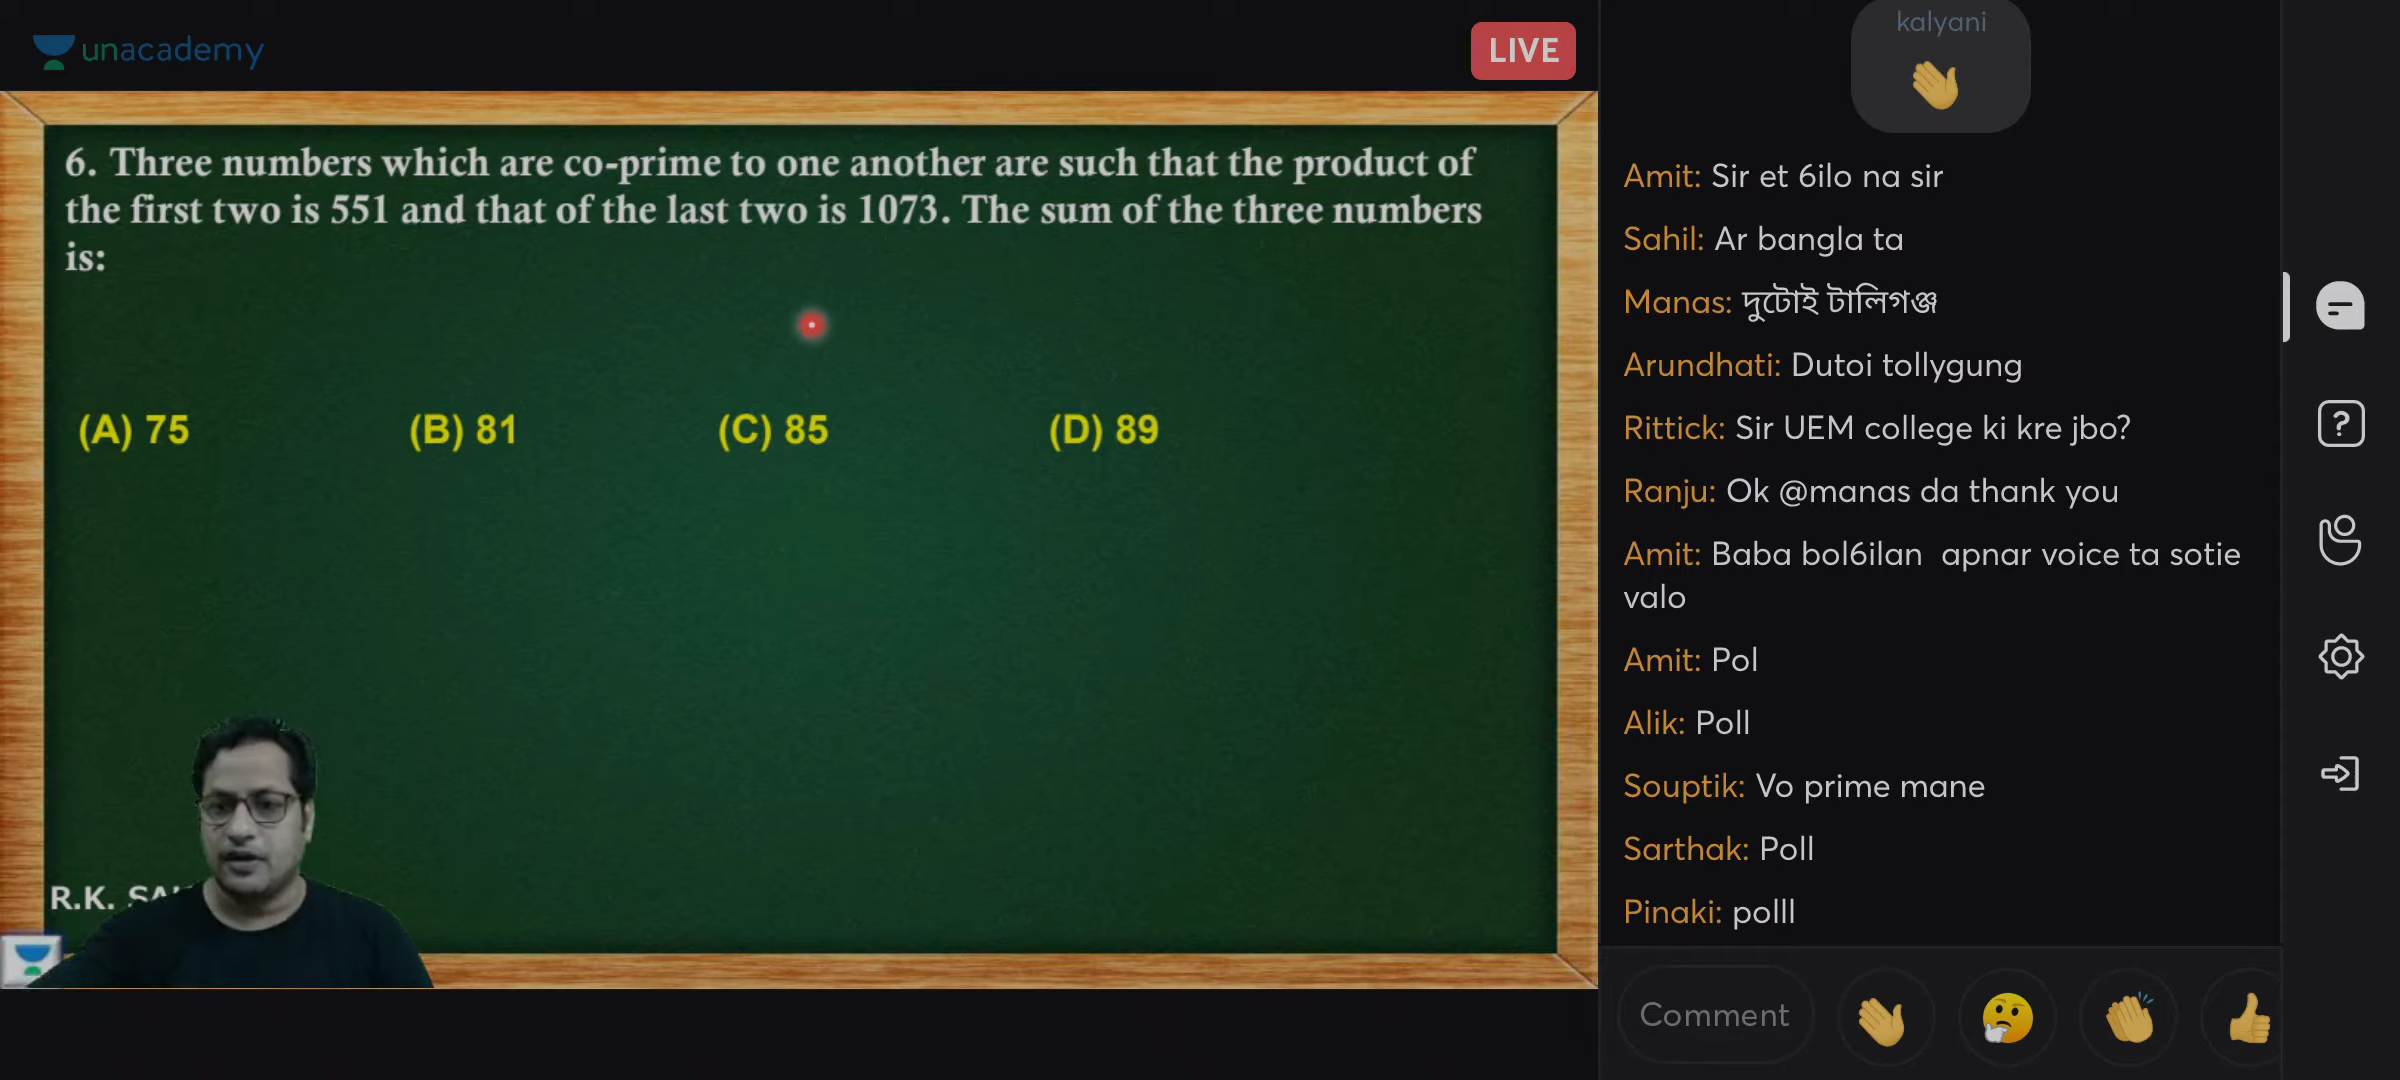 unacademy
LIVE
6. Three numbers which are co-prime to one another are such that the product of
the first two is 551 and that of the last two is 1073. The sum of the three numbers
is:
(A) 75
(B) 81
(C) 85
(D) 89
R.K.
kalyani
Amit: Sir et 6ilo na sir
Sahil: Ar bangla ta
Manas: দুটোই টালিগঞ্জ
Arundhati: Dutoi tollygung
Rittick: Sir UEM college ki kre jbo?
Ranju: Ok @manas da thank you
Amit: Baba bol6ilan  apnar voice ta sotie
valo
Amit: Pol
Alik: Poll
Souptik: Vo prime mane
Sarthak: Poll
Pinaki: polll
Comment